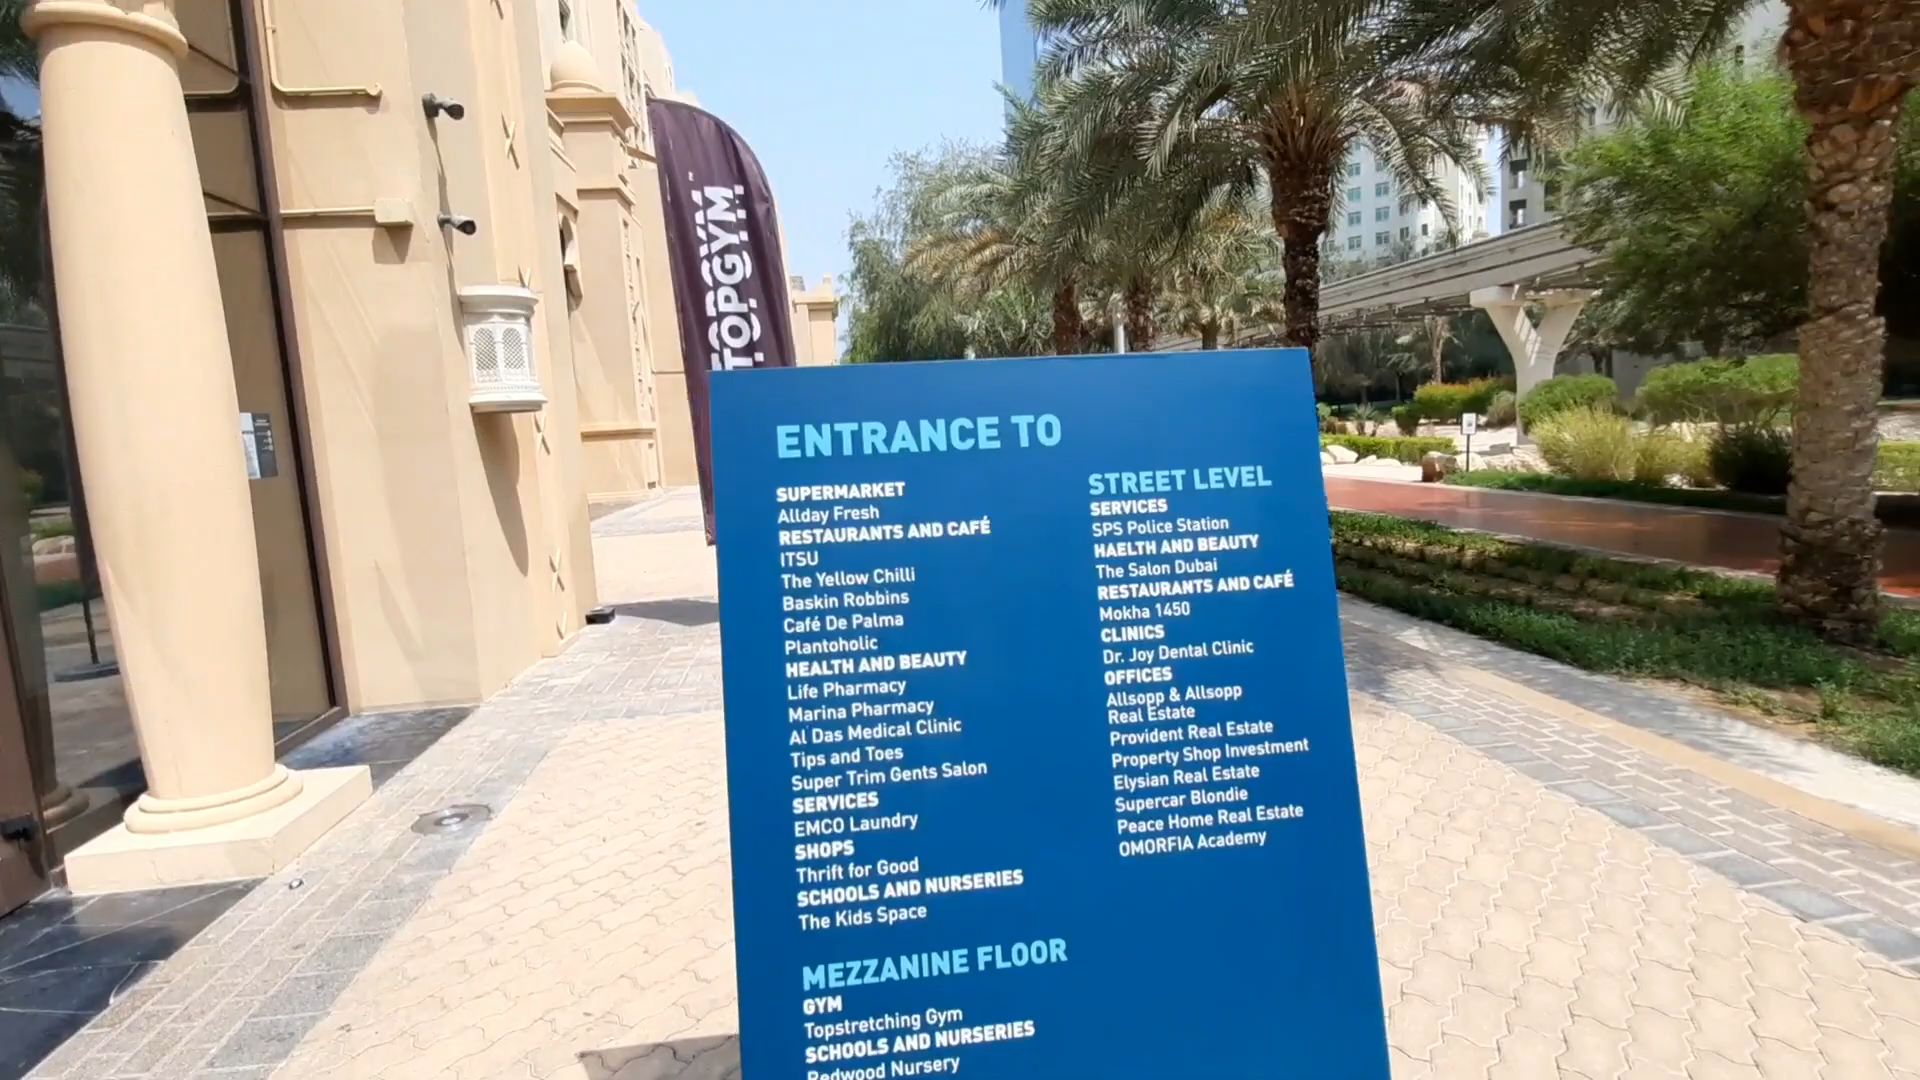 TOPGYM
ENTRANCE TO
SUPERMARKET
Allday Fresh
RESTAURANTS AND CAFÉ
ITSU
The Yellow Chilli
Baskin Robbins
Café De Palma
Plantoholic
HEALTH AND BEAUTY
Life Pharmacy
Marina Pharmacy
Al Das Medical Clinic
Tips and Toes
Super Trim Gents Salon
SERVICES
EMCO Laundry
SHOPS
Thrift for Good
SCHOOLS AND NURSERIES
The Kids Space
MEZZANINE FLOOR
GYM
Topstretching Gym
SCHOOLS AND NURSERIES
Redwood Nursery
STREET LEVEL
SERVICES
SPS Police Station
HAELTH AND BEAUTY
The Salon Dubai
RESTAURANTS AND CAFÉ
Mokha 1450
CLINICS
Dr. Joy Dental Clinic
OFFICES
Allsopp & Allsopp
Real Estate
Provident Real Estate
Property Shop Investment
Elysian Real Estate
Supercar Blondie
Peace Home Real Estate
OMORFIA Academy